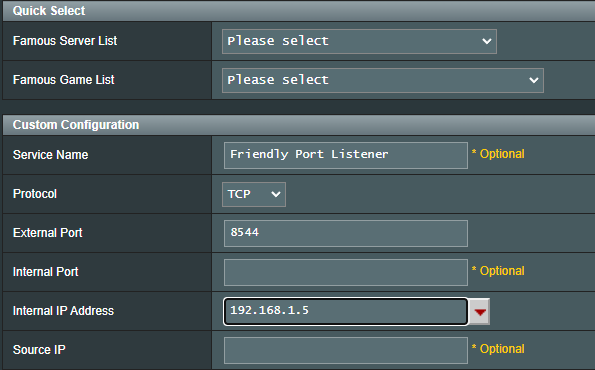 Quick Select
Famous Server List Please select
Famous Game List Please select
Custom Configuration
Service Name Friendly Port Listener * Optional
Protocol TCP
External Port 8544
Internal Port * Optional
Internal IP Address 192.168.1.5
Source IP * Optional